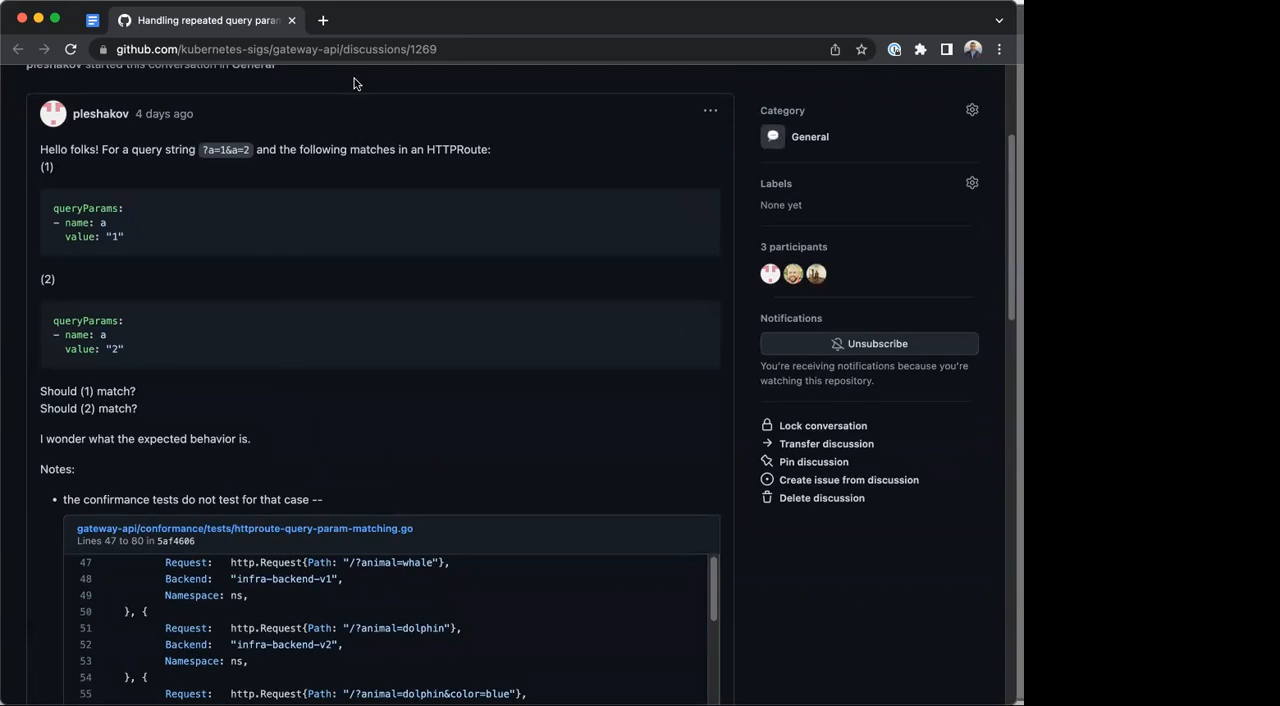 Handling repeated query param
github.com/kubernetes-sigs/gateway-api/discussions/1269
pleshakov started this conversation in General
pleshakov 4 days ago
Hello folks! For a query string ?a=1&a=2 and the following matches in an HTTPRoute:
(1)
queryParams:
- name: a
value: "1"
(2)
queryParams:
- name: a
value: "2"
Should (1) match?
Should (2) match?
I wonder what the expected behavior is.
Notes:
• the confirmance tests do not test for that case --
gateway-api/conformance/tests/httproute-query-param-matching.go
Lines 47 to 80 in 5af4606
47 Request: http.Request{Path: "/?animal=whale"},
48 Backend: "infra-backend-v1",
49 Namespace: ns,
50 }, {
51 Request: http.Request{Path: "/?animal=dolphin"},
52 Backend: "infra-backend-v2",
53 Namespace: ns,
54 }, {
55 Request: http.Request{Path: "/?animal=dolphin&color=blue"},
Category
General
Labels
None yet
3 participants
Notifications
Unsubscribe
You're receiving notifications because you're
watching this repository.
Lock conversation
Transfer discussion
Pin discussion
Create issue from discussion
Delete discussion